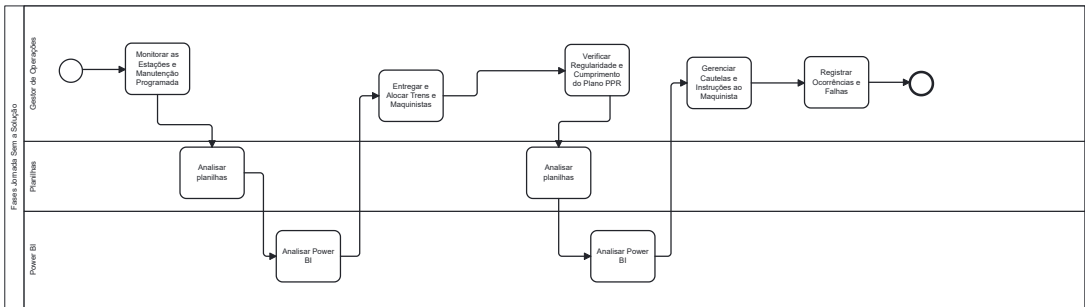 Fases Jornada Sem a Solução
Gestor de Operações
Monitorar as
Estações e
Manutenção
Programada
Entregar e
Alocar Trens e
Maquinistas
Verificar
Regularidade e
Cumprimento
do Plano PPR
Gerenciar
Cautelas e
Instruções ao
Maquinista
Registrar
Ocorrências e
Falhas
Planilhas
Analisar
planilhas
Analisar
planilhas
Power BI
Analisar Power
BI
Analisar Power
BI